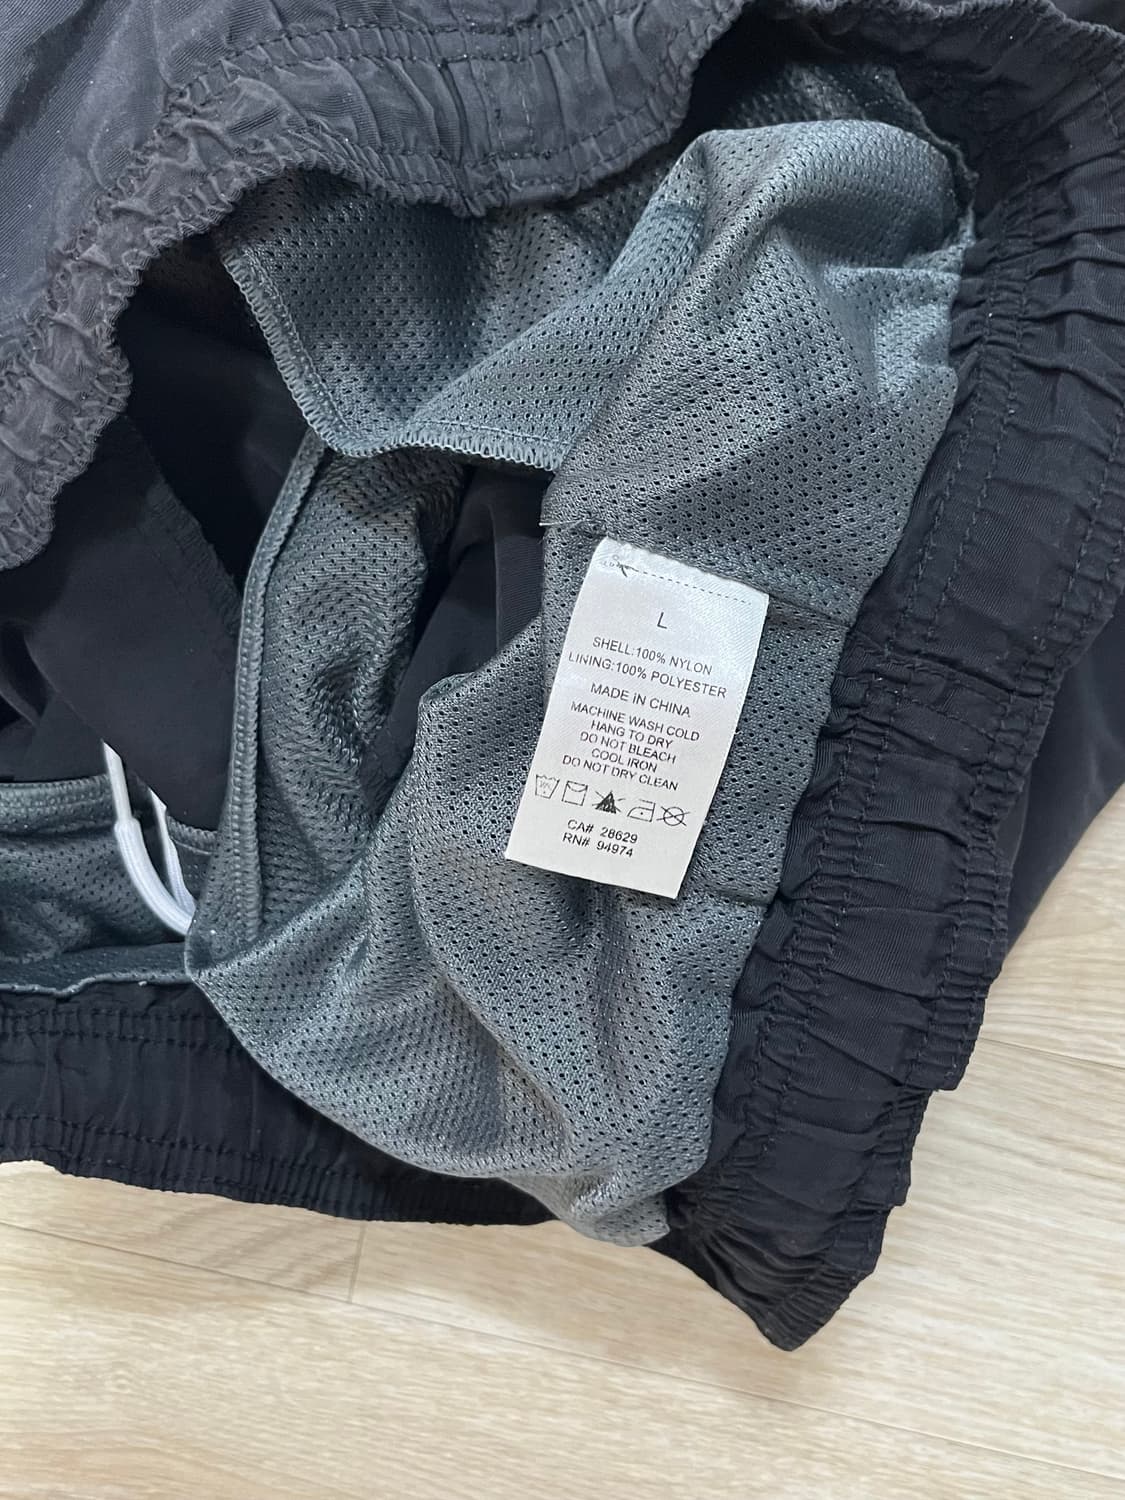 L
SHELL:100% NYLON
LINING:100% POLYESTER
MADE IN CHINA
MACHINE WASH COLD
HANG TO DRY
DO NOT BLEACH
COOL IRON
DO NOT DRY CLEAN
CA# 28629
RN# 94974